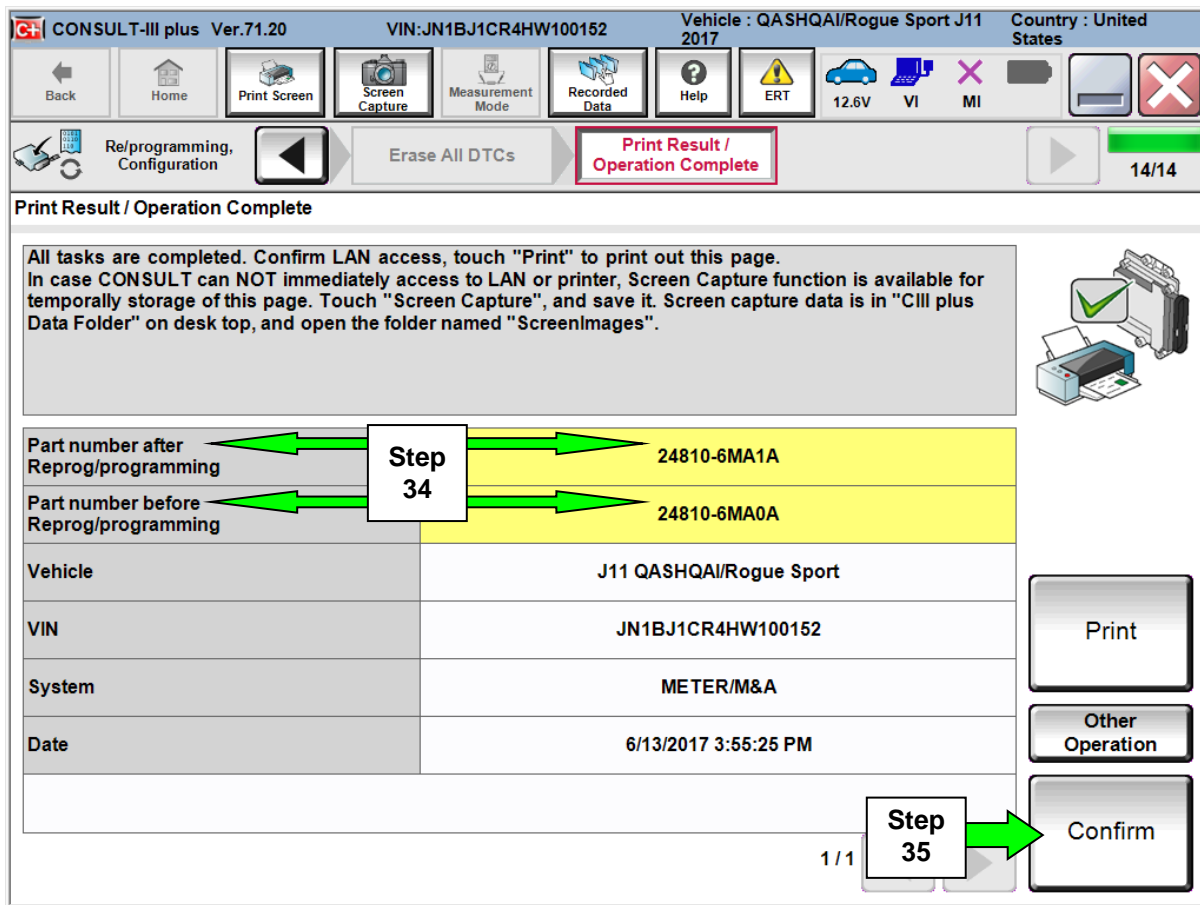 C+ CONSULT-III plus Ver.71.20 VIN:JN1BJ1CR4HW100152 Vehicle : QASHQAI/Rogue Sport J11 2017 Country : United States
Back
Home
Print Screen
Screen Capture
Measurement Mode
Recorded Data
Help
ERT
12.6V
VI
MI
Re/programming,
Configuration
Erase All DTCs
Print Result /
Operation Complete
14/14
Print Result / Operation Complete
All tasks are completed. Confirm LAN access, touch "Print" to print out this page.
In case CONSULT can NOT immediately access to LAN or printer, Screen Capture function is available for
temporally storage of this page. Touch "Screen Capture", and save it. Screen capture data is in "CIII plus
Data Folder" on desk top, and open the folder named "ScreenImages".
Part number after
Reprog/programming
24810-6MA1A
Step
34
Part number before
Reprog/programming
24810-6MA0A
Vehicle
J11 QASHQAI/Rogue Sport
VIN
JN1BJ1CR4HW100152
System
METER/M&A
Date
6/13/2017 3:55:25 PM
Print
Other
Operation
Step
35
Confirm
1 / 1